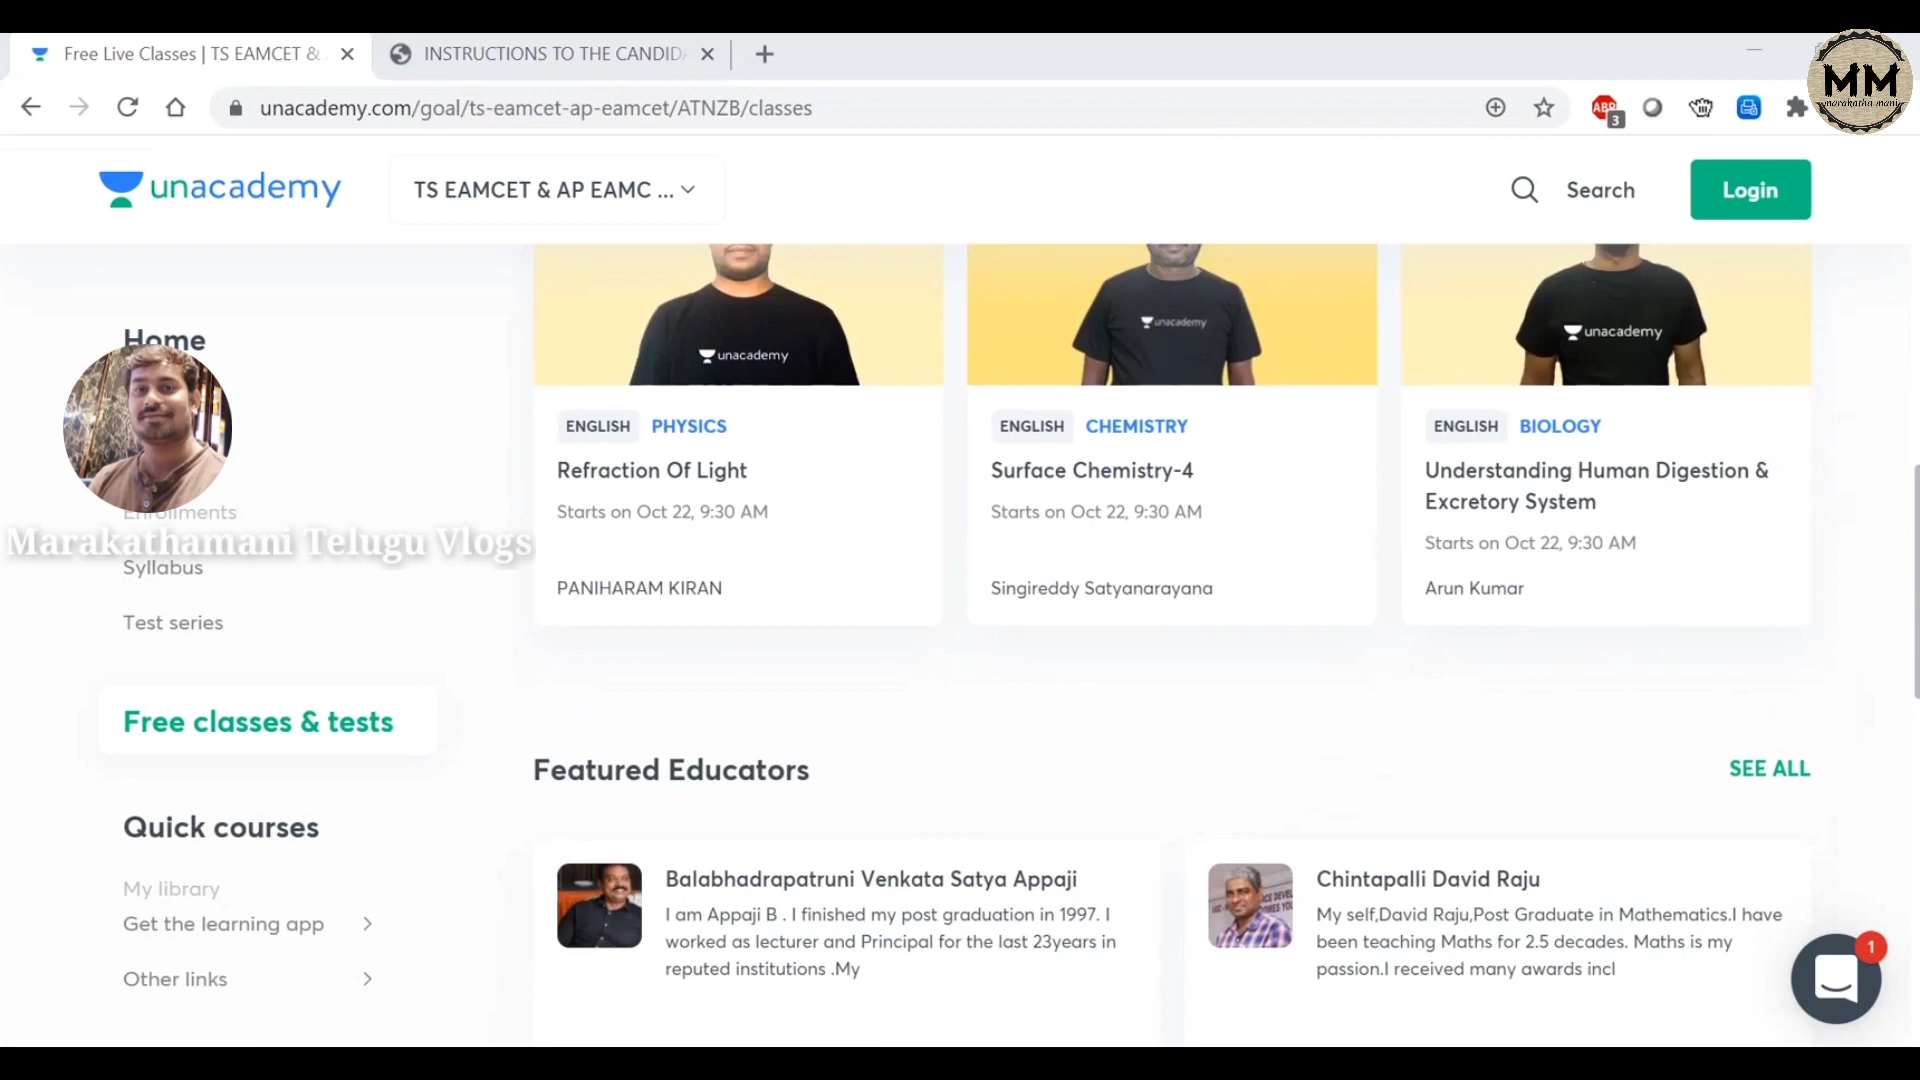 Free Live Classes | TS EAMCET &
INSTRUCTIONS TO THE CANDID
unacademy.com/goal/ts-eamcet-ap-eamcet/ATNZB/classes
ABP
3
MM
marakatha mani
unacademy
TS EAMCET & AP EAMC ...
Search
Login
Home
Enrollments
Marakathamani Telugu Vlogs
Syllabus
Test series
Free classes & tests
Quick courses
My library
Get the learning app
Other links
unacademy
ENGLISH PHYSICS
Refraction Of Light
Starts on Oct 22, 9:30 AM
PANIHARAM KIRAN
unacademy
ENGLISH CHEMISTRY
Surface Chemistry-4
Starts on Oct 22, 9:30 AM
Singireddy Satyanarayana
unacademy
ENGLISH BIOLOGY
Understanding Human Digestion &
Excretory System
Starts on Oct 22, 9:30 AM
Arun Kumar
Featured Educators
SEE ALL
Balabhadrapatruni Venkata Satya Appaji
I am Appaji B . I finished my post graduation in 1997. I
worked as lecturer and Principal for the last 23years in
reputed institutions .My
Chintapalli David Raju
My self,David Raju,Post Graduate in Mathematics.I have
been teaching Maths for 2.5 decades. Maths is my
passion.I received many awards incl
1